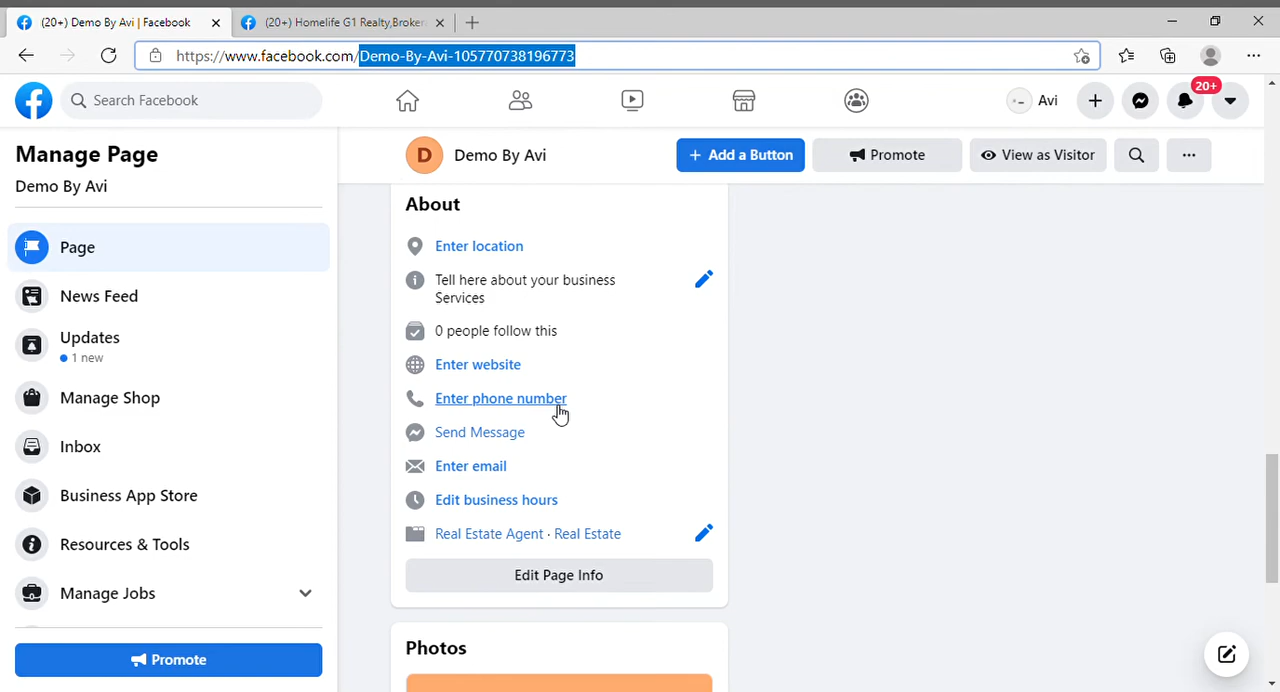 (20+) Demo By Avi | Facebook
(20+) Homelife G1 Realty,Broker
https://www.facebook.com/Demo-By-Avi-105770738196773
Search Facebook
Avi
20+
Manage Page
Demo By Avi
Page
News Feed
Updates
1 new
Manage Shop
Inbox
Business App Store
Resources & Tools
Manage Jobs
Promote
D
Demo By Avi
+ Add a Button
Promote
View as Visitor
About
Enter location
Tell here about your business
Services
0 people follow this
Enter website
Enter phone number
Send Message
Enter email
Edit business hours
Real Estate Agent · Real Estate
Edit Page Info
Photos